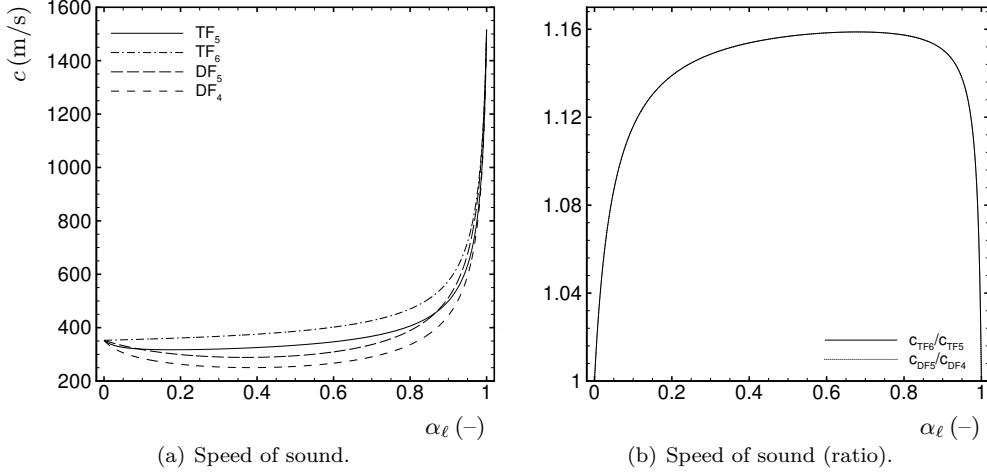 1600
1400
1200
1000
800
600
400
200
c (m/s)
TF5
TF6
DF5
DF4
0
0.2
0.4
0.6
0.8
1
αℓ (–)
(a) Speed of sound.
1.16
1.12
1.08
1.04
1
cTF6/cTF5
cDF5/cDF4
0
0.2
0.4
0.6
0.8
1
αℓ (–)
(b) Speed of sound (ratio).